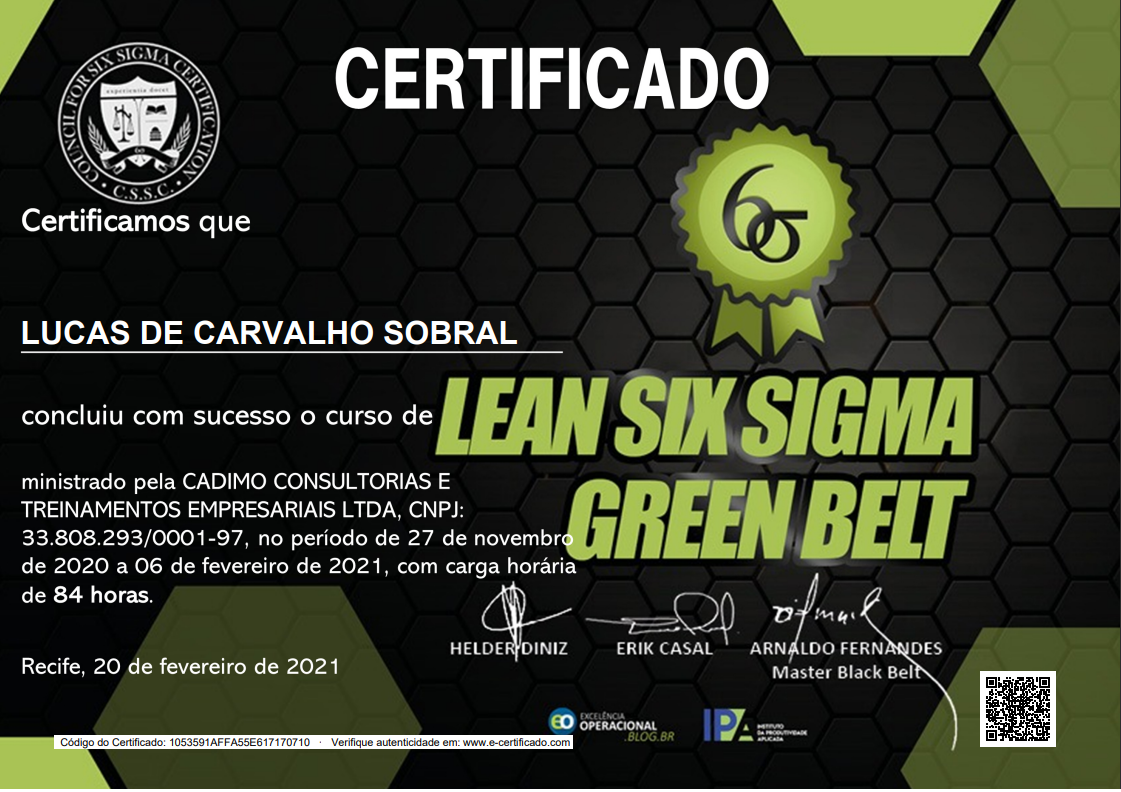 COUNCIL FOR SIX SIGMA CERTIFICATION
experientia docet
• C.S.S.C. •
CERTIFICADO
6σ
Certificamos que
LUCAS DE CARVALHO SOBRAL
concluiu com sucesso o curso de
LEAN SIX SIGMA
GREEN BELT
ministrado pela CADIMO CONSULTORIAS E
TREINAMENTOS EMPRESARIAIS LTDA, CNPJ:
33.808.293/0001-97, no período de 27 de novembro
de 2020 a 06 de fevereiro de 2021, com carga horária
de 84 horas.
HELDER DINIZ
ERIK CASAL
ARNALDO FERNANDES
Master Black Belt
Recife, 20 de fevereiro de 2021
EO
EXCELÊNCIA
OPERACIONAL
.BLOG.BR
IPA
INSTITUTO
DA PRODUTIVIDADE
APLICADA
Código do Certificado: 1053591AFFA55E617170710 · Verifique autenticidade em: www.e-certificado.com